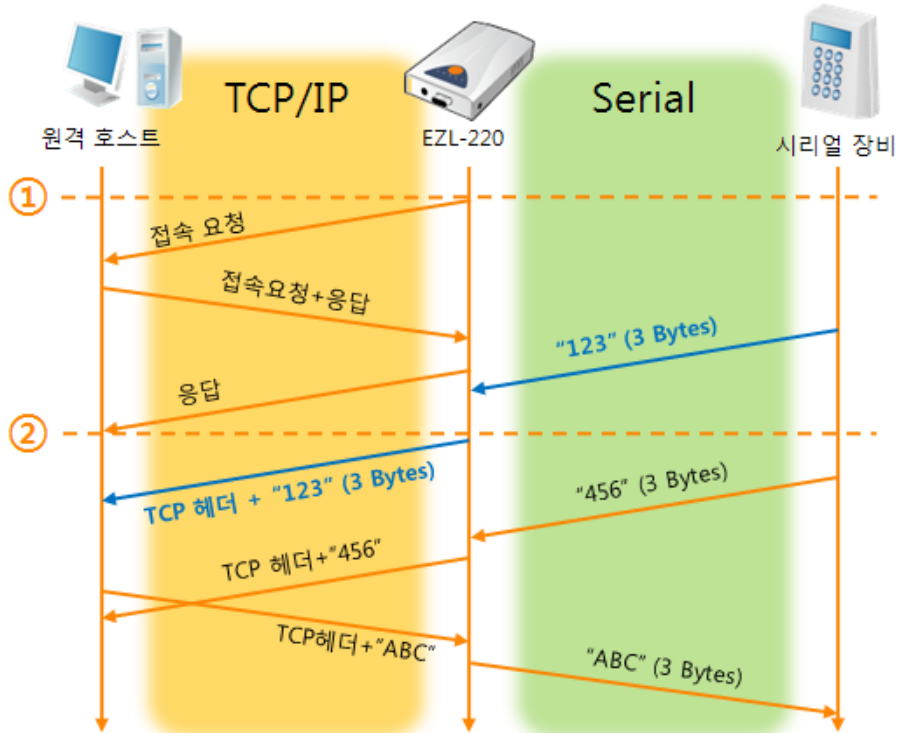 TCP/IP
Serial
원격 호스트
EZL-220
시리얼 장비
①
접속 요청
접속요청+응답
"123" (3 Bytes)
응답
②
TCP 헤더 + "123" (3 Bytes)
"456" (3 Bytes)
TCP 헤더+"456"
TCP헤더+"ABC"
"ABC" (3 Bytes)